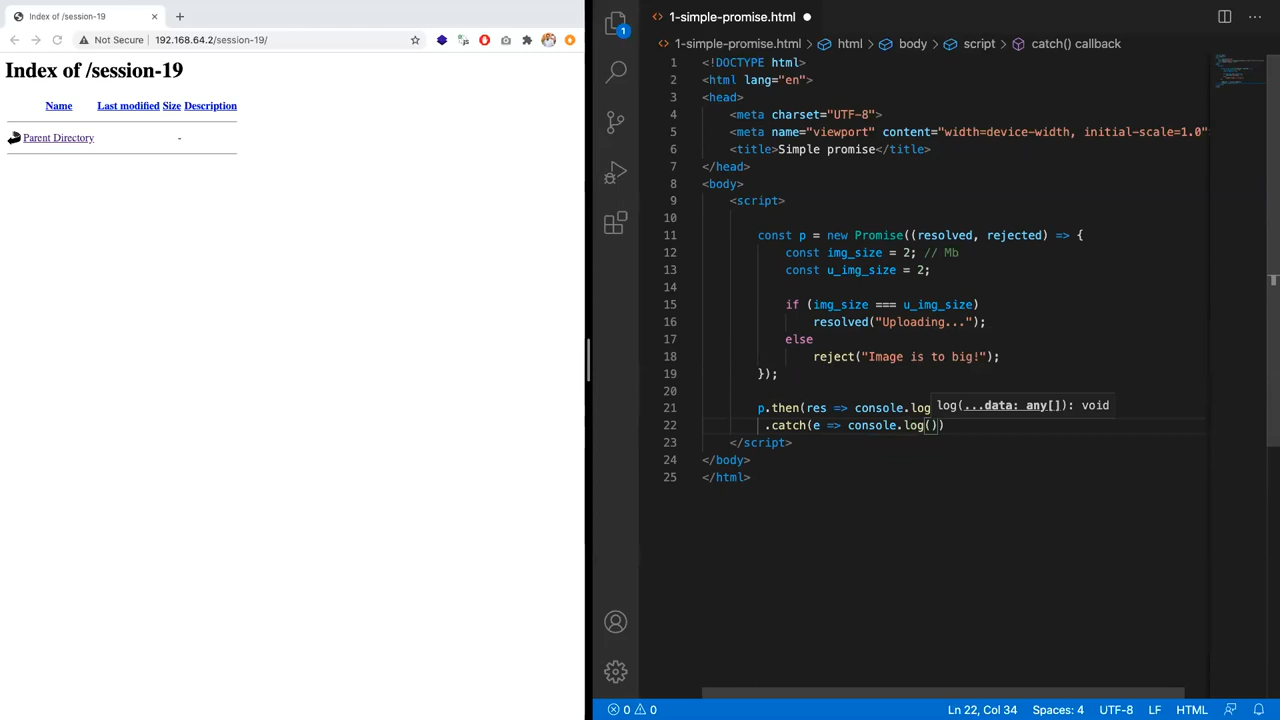 Index of /session-19
Not Secure 192.168.64.2/session-19/
Index of /session-19
Name Last modified Size Description
Parent Directory -
1
1-simple-promise.html
1-simple-promise.html > html > body > script > catch() callback
1 <!DOCTYPE html>
2 <html lang="en">
3 <head>
4 <meta charset="UTF-8">
5 <meta name="viewport" content="width=device-width, initial-scale=1.0"
6 <title>Simple promise</title>
7 </head>
8 <body>
9 <script>
10
11 const p = new Promise((resolved, rejected) => {
12 const img_size = 2; // Mb
13 const u_img_size = 2;
14
15 if (img_size === u_img_size)
16 resolved("Uploading...");
17 else
18 reject("Image is to big!");
19 });
20
21 p.then(res => console.log
log(...data: any[]): void
22 .catch(e => console.log())
23 </script>
24 </body>
25 </html>
0 0 Ln 22, Col 34 Spaces: 4 UTF-8 LF HTML